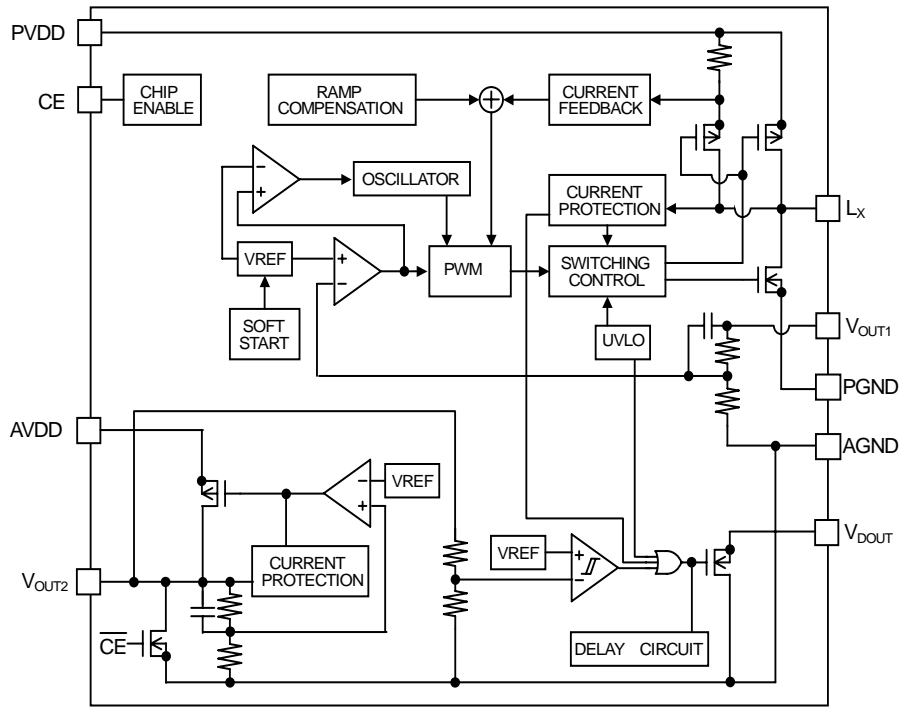 PVDD
CE
CHIP
ENABLE
RAMP
COMPENSATION
+
CURRENT
FEEDBACK
−
+
OSCILLATOR
CURRENT
PROTECTION
LX
VREF
+
−
PWM
SWITCHING
CONTROL
SOFT
START
UVLO
VOUT1
PGND
AVDD
AGND
−
+
VREF
VREF
+
−
VDOUT
CURRENT
PROTECTION
VOUT2
CE
DELAY CIRCUIT